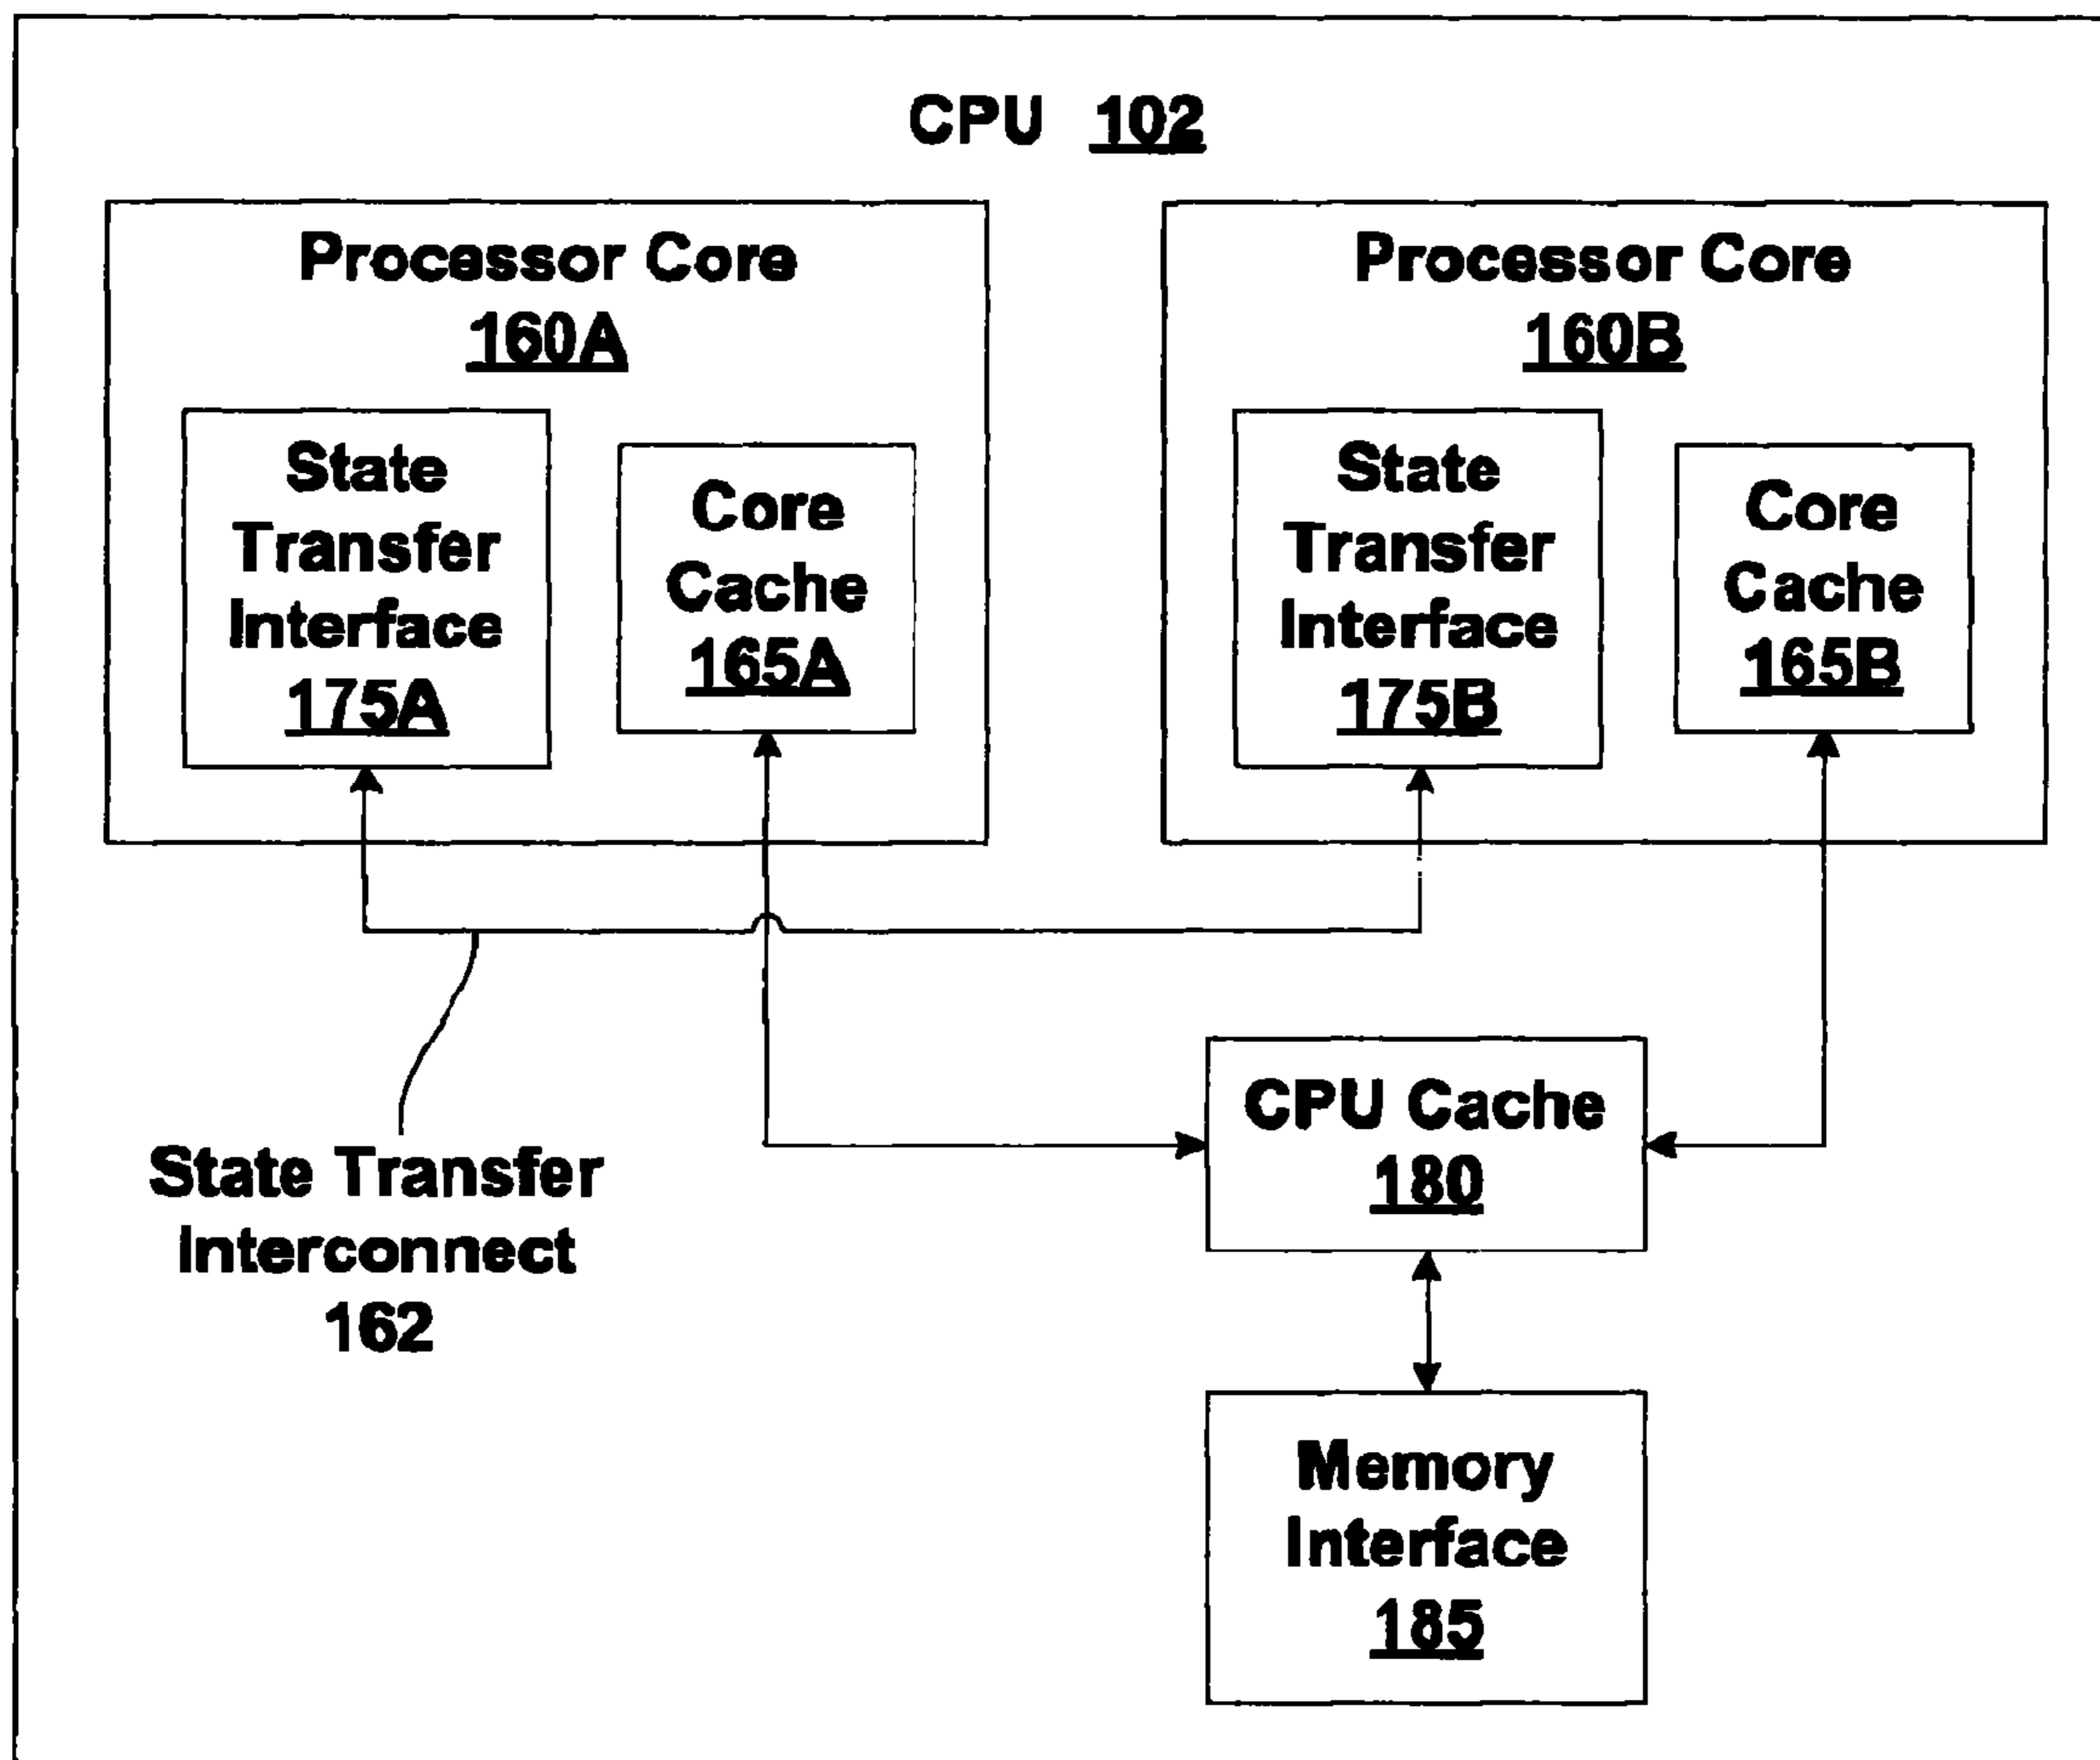 CPU 102
Processor Core
160A
State
Transfer
Interface
175A
Core
Cache
165A
Processor Core
160B
State
Transfer
Interface
175B
Core
Cache
165B
State Transfer
Interconnect
162
CPU Cache
180
Memory
Interface
185